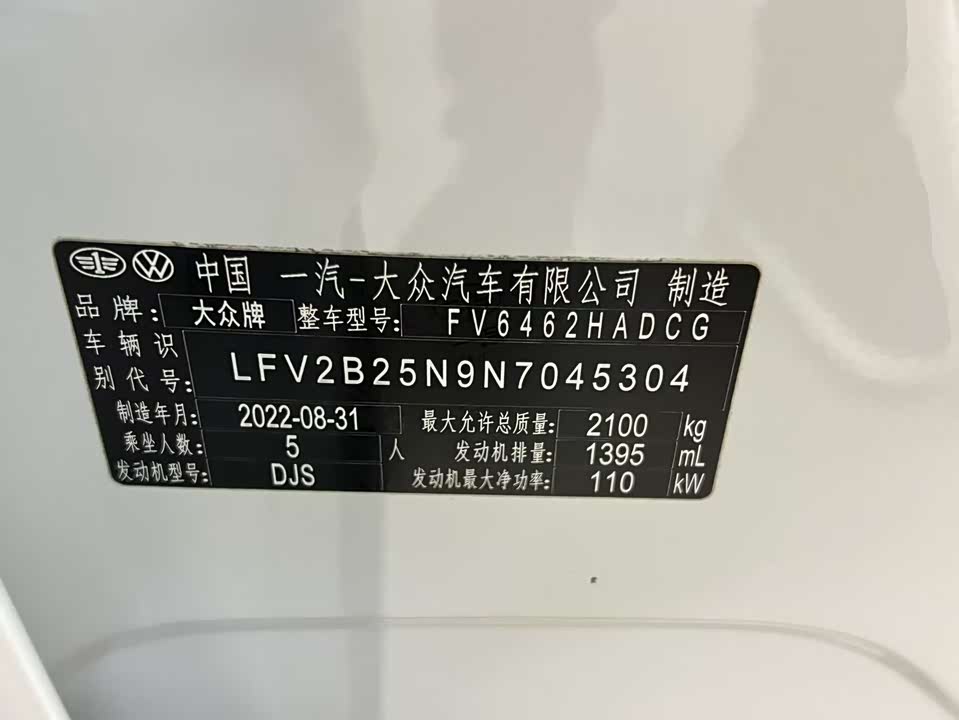 中国 一汽-大众汽车有限公司 制造
品牌: 大众牌 整车型号: FV6462HADCG
车辆识别代号: LFV2B25N9N7045304
制造年月: 2022-08-31 最大允许总质量: 2100 kg
乘坐人数: 5 人 发动机排量: 1395 mL
发动机型号: DJS 发动机最大净功率: 110 kW